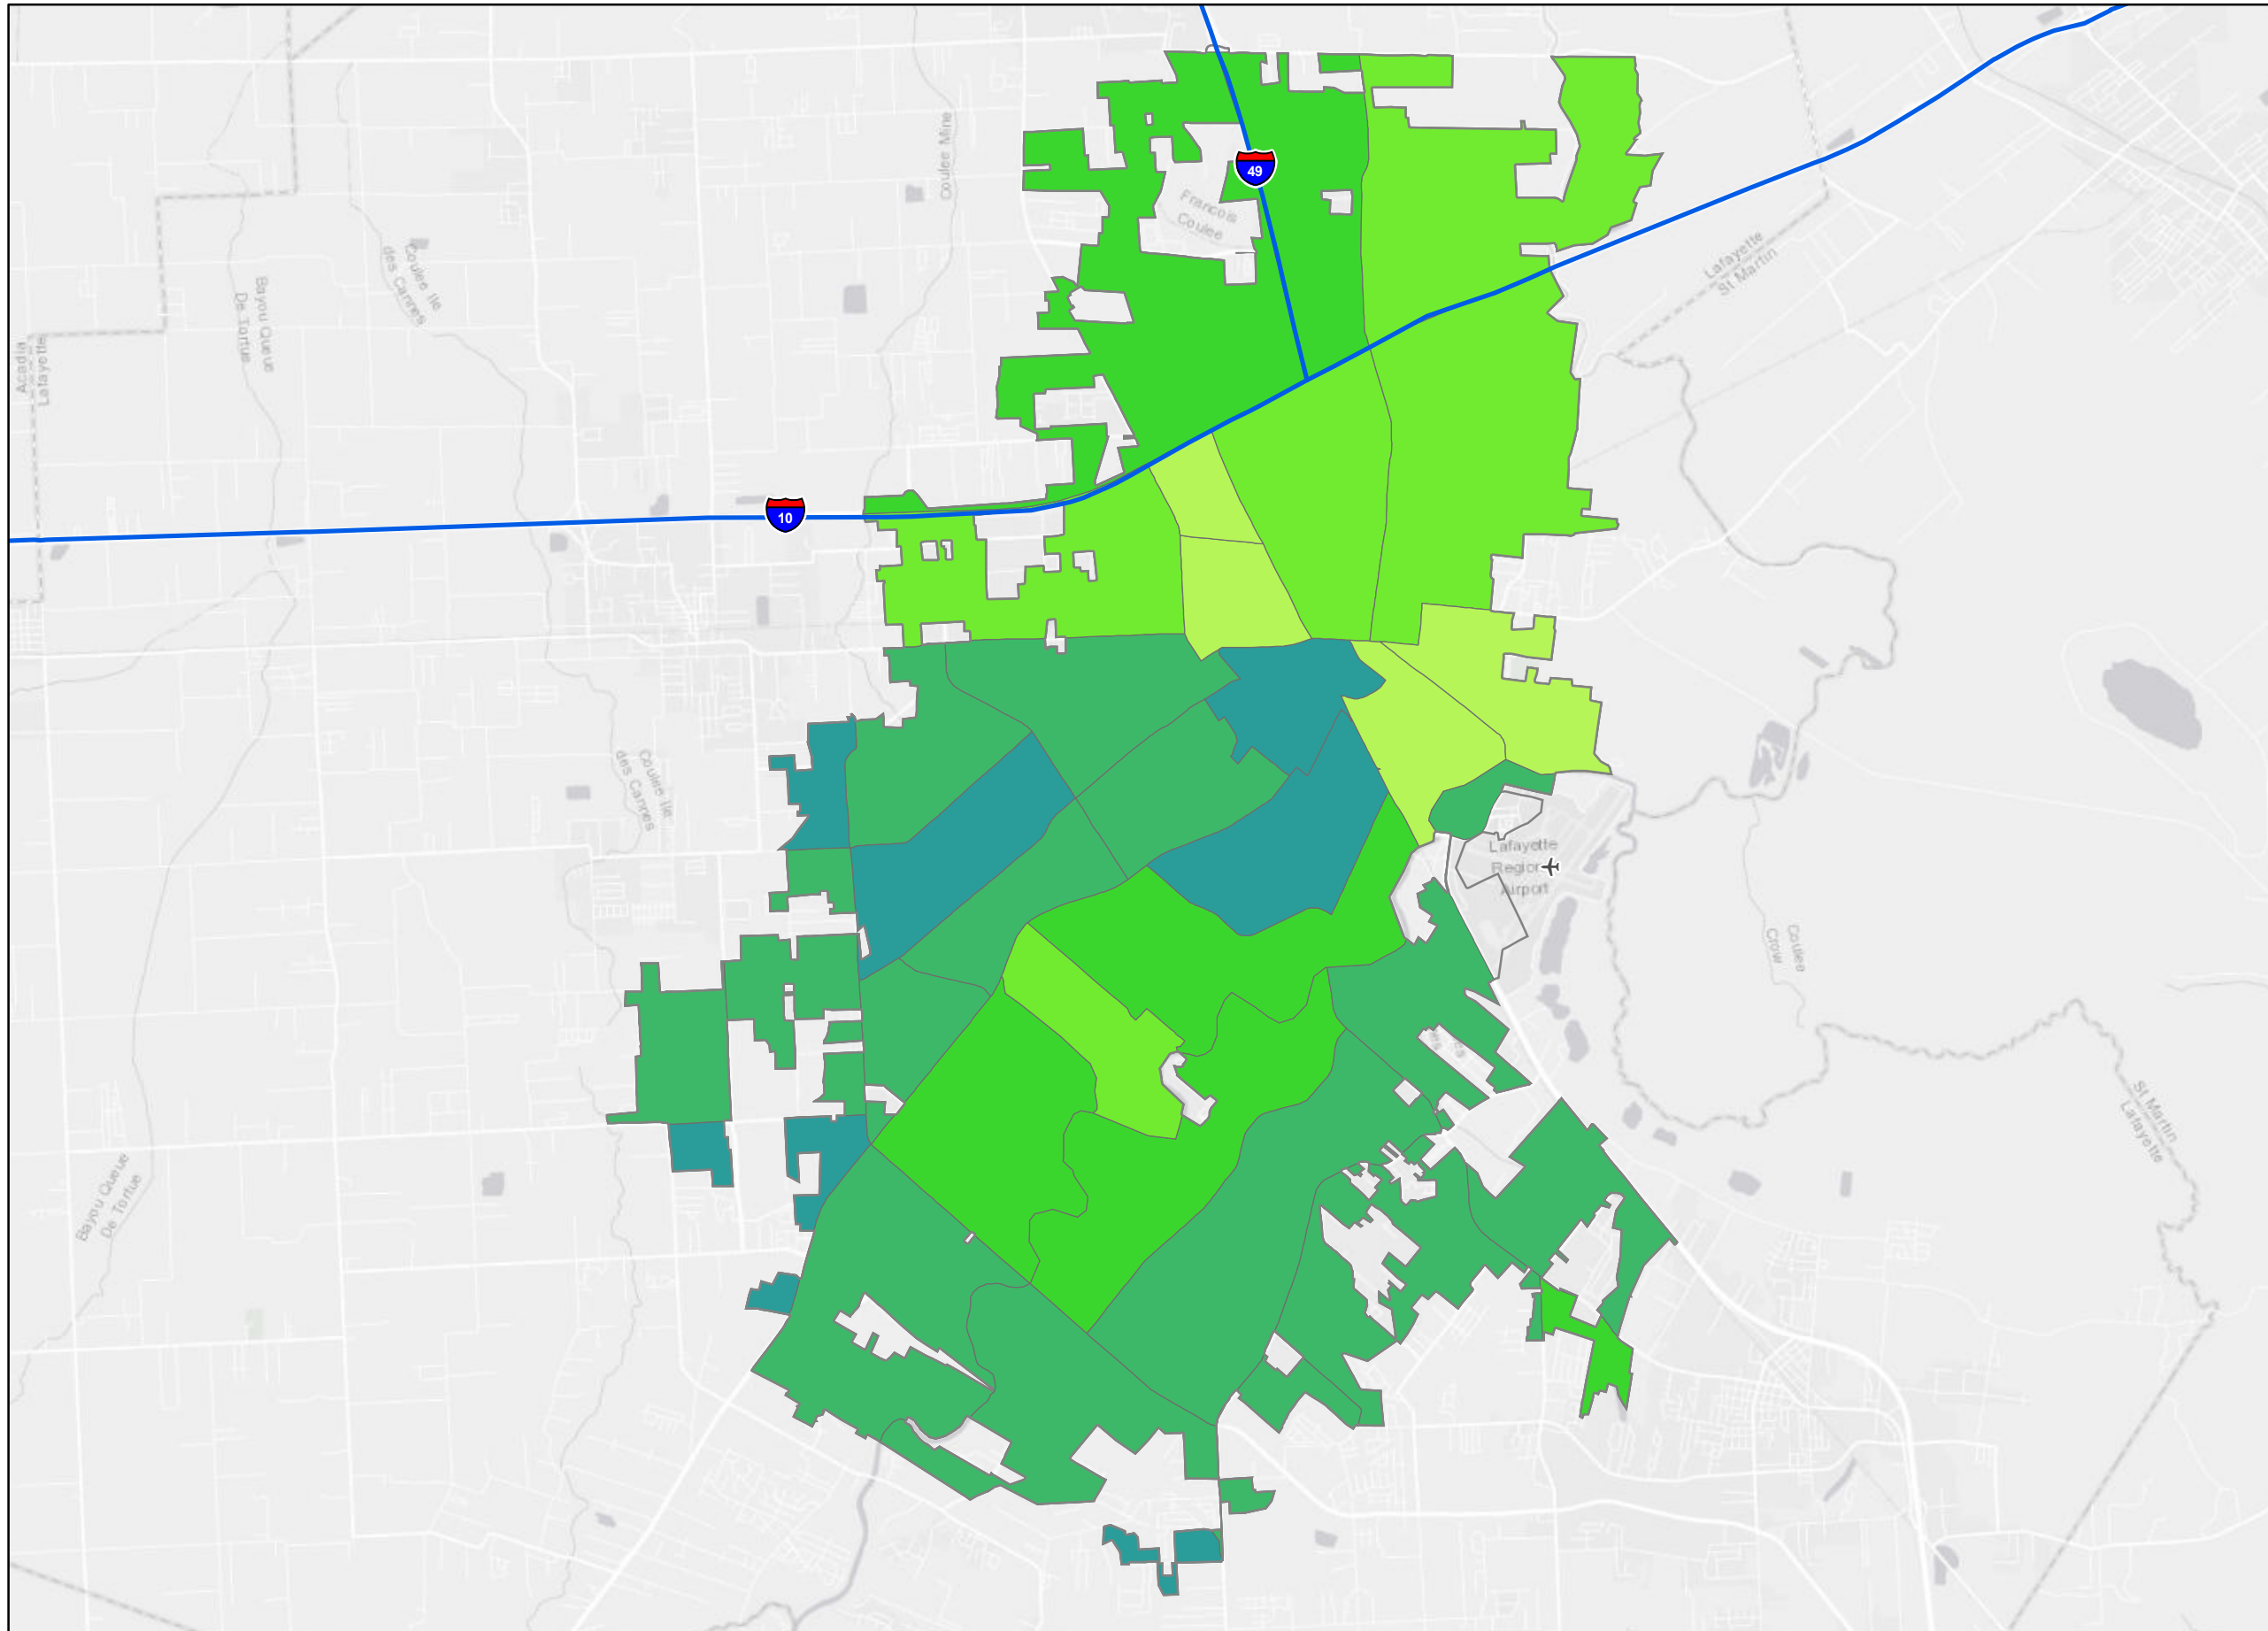 Coulee Mine
49
Francois
Coulee
Lafayette
St Martin
Coulee Ile
des Cannes
Bayou Queue
De Tortue
Acadia
Lafayette
10
Coulee Ile
des Cannes
Lafayette
Regional
Airport
Coulee
Crow
St Martin
Lafayette
Bayou Queue
De Tortue